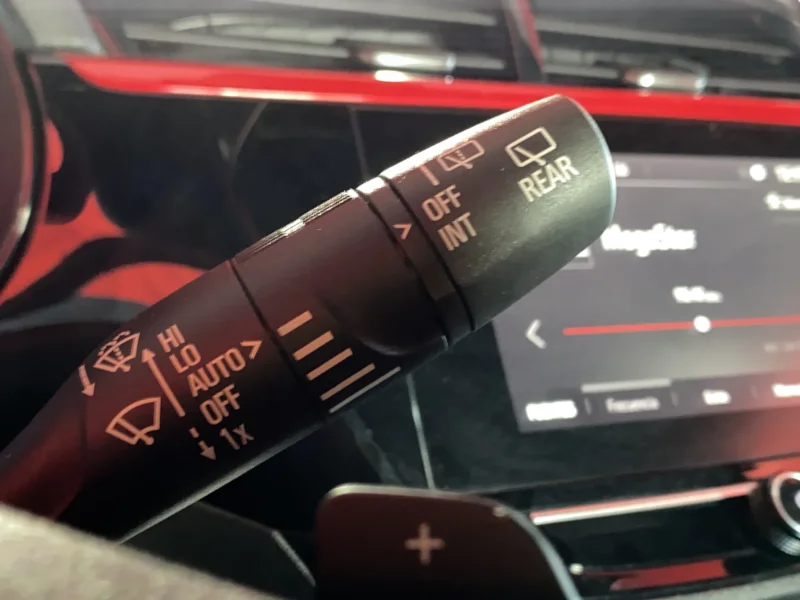 REAR
OFF
INT
HI
LO
AUTO >
OFF
1x
+
Frecuencia